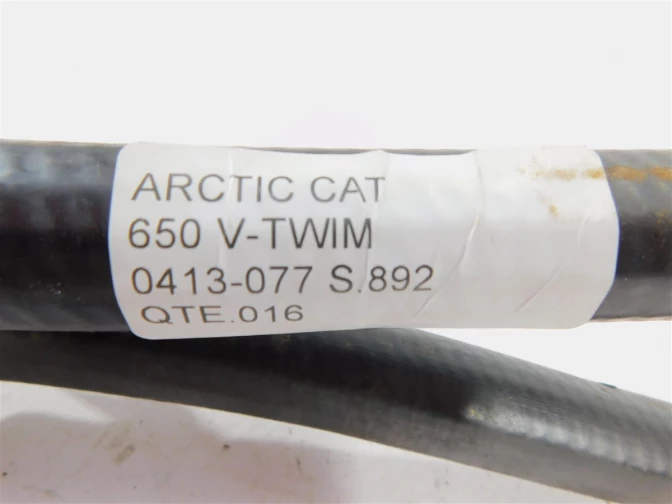 ARCTIC CAT
650 V-TWIM
0413-077 S.892
QTE.016